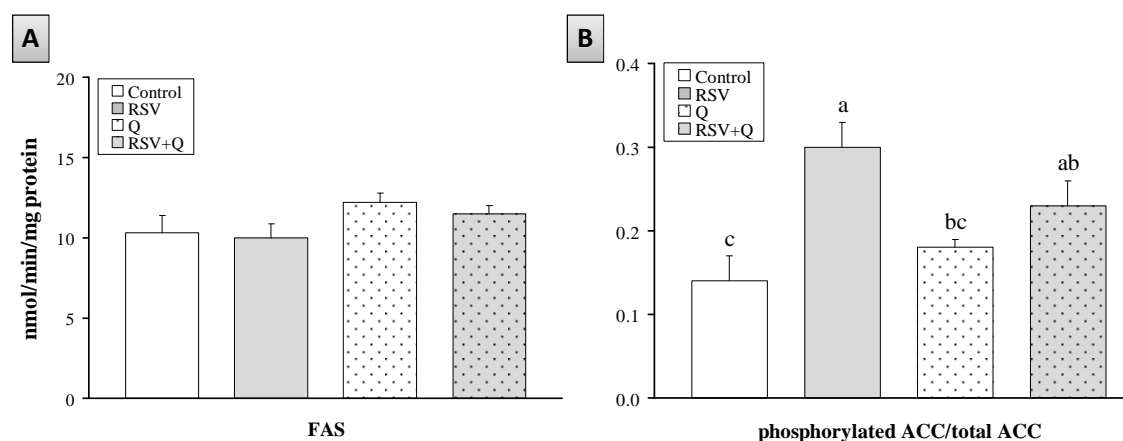 A
nmol/min/mg protein
20
15
10
5
0
Control
RSV
Q
RSV+Q
FAS
B
0.4
0.3
0.2
0.1
0.0
Control
RSV
Q
RSV+Q
c
a
bc
ab
phosphorylated ACC/total ACC